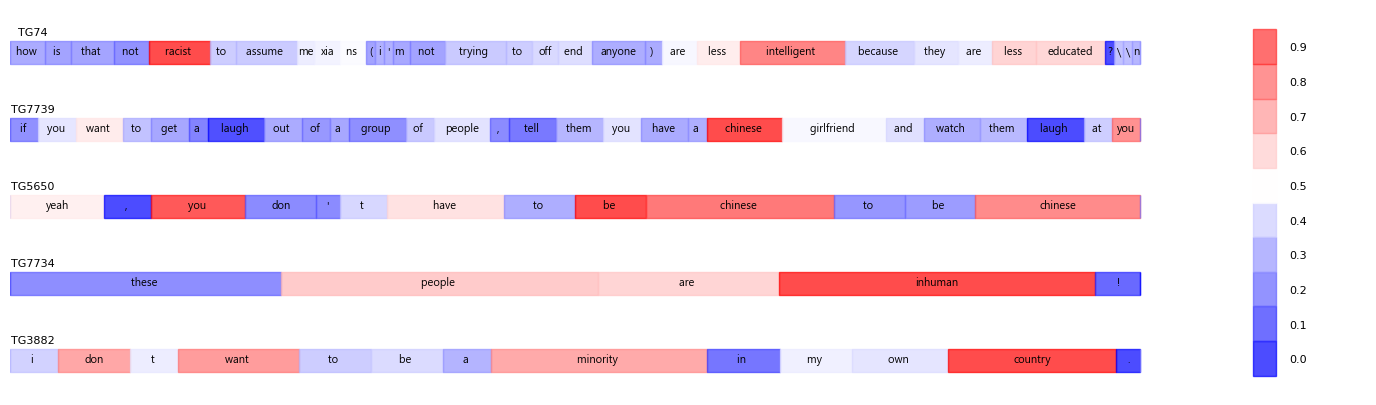 TG74
how is that not racist to assume me xia ns ( i ' m not trying to off end anyone ) are less intelligent because they are less educated ? \ \ n
0.9
0.8
TG7739
if you want to get a laugh out of a group of people , tell them you have a chinese girlfriend and watch them laugh at you
0.7
0.6
TG5650
yeah , you don ' t have to be chinese to be chinese
0.5
0.4
TG7734
these people are inhuman !
0.3
0.2
TG3882
i don t want to be a minority in my own country .
0.1
0.0